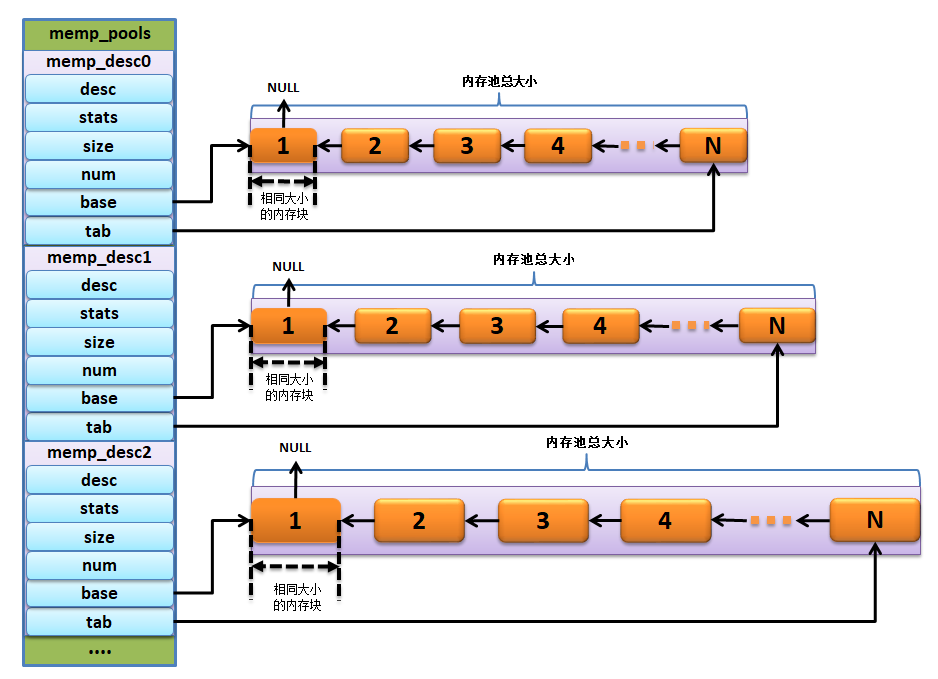 memp_pools
memp_desc0
desc
stats
size
num
base
tab
memp_desc1
desc
stats
size
num
base
tab
memp_desc2
desc
stats
size
num
base
tab
....
内存池总大小
NULL
1 2 3 4 N
相同大小
的内存块
内存池总大小
NULL
1 2 3 4 N
相同大小
的内存块
内存池总大小
NULL
1 2 3 4 N
相同大小
的内存块